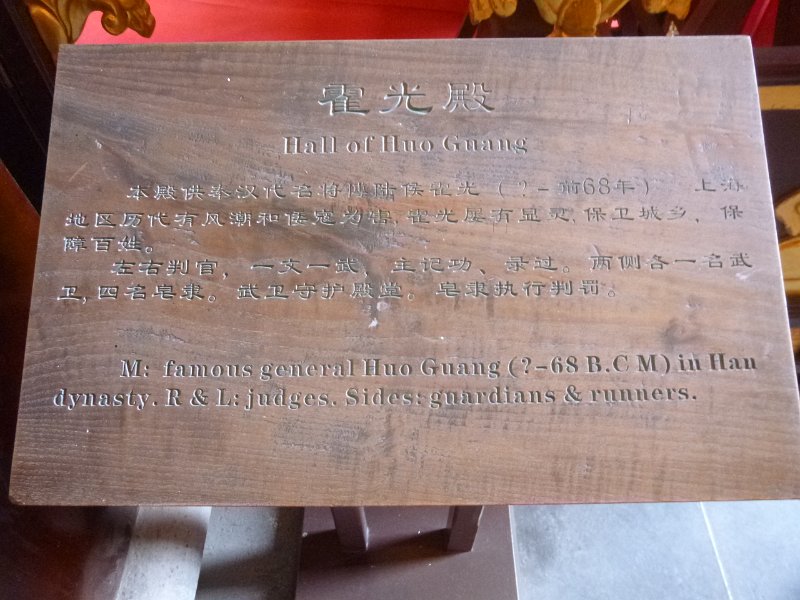 霍光殿
Hall of Huo Guang
本殿供奉汉代名将博陆侯霍光（？－前68年） 上海
地区历代有风潮和倭寇为害，霍光屡有显灵，保卫城乡，保
障百姓。
左右判官，一文一武，主记功、录过。两侧各一名武
卫，四名皂隶。武卫守护殿堂。皂隶执行判罚。
M: famous general Huo Guang (?-68 B.C M) in Han
dynasty. R & L: judges. Sides: guardians & runners.